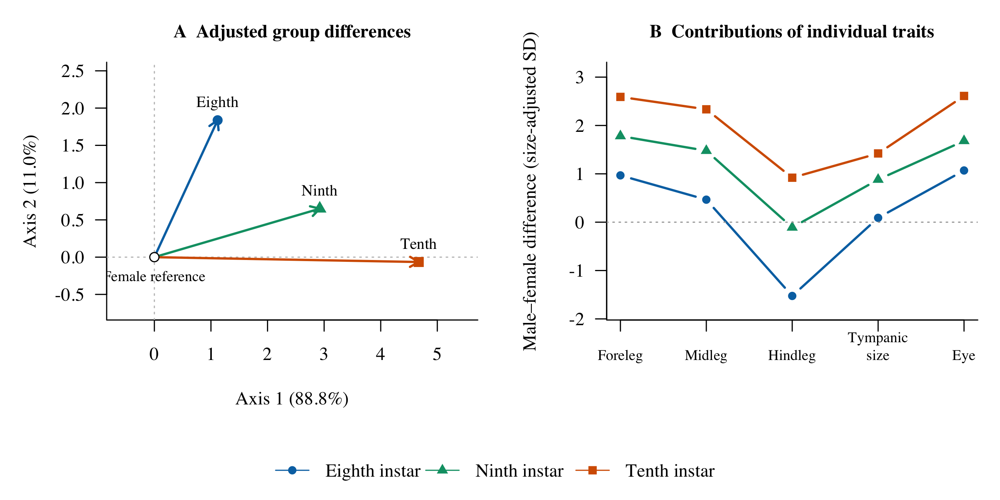 A Adjusted group differences
Axis 2 (11.0%)
2.5
2.0
1.5
1.0
0.5
0.0
-0.5
Eighth
Ninth
Tenth
Female reference
0 1 2 3 4 5
Axis 1 (88.8%)
B Contributions of individual traits
Male–female difference (size-adjusted SD)
3
2
1
0
-1
-2
Foreleg
Midleg
Hindleg
Tympanic
size
Eye
Eighth instar
Ninth instar
Tenth instar